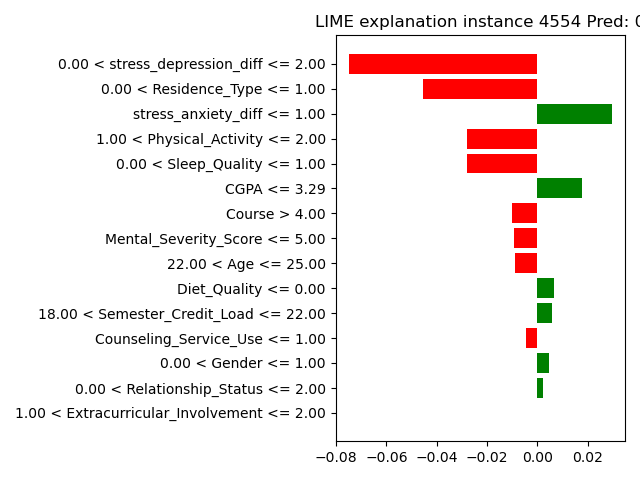 LIME explanation instance 4554 Pred: 0
0.00 < stress_depression_diff <= 2.00
0.00 < Residence_Type <= 1.00
stress_anxiety_diff <= 1.00
1.00 < Physical_Activity <= 2.00
0.00 < Sleep_Quality <= 1.00
CGPA <= 3.29
Course > 4.00
Mental_Severity_Score <= 5.00
22.00 < Age <= 25.00
Diet_Quality <= 0.00
18.00 < Semester_Credit_Load <= 22.00
Counseling_Service_Use <= 1.00
0.00 < Gender <= 1.00
0.00 < Relationship_Status <= 2.00
1.00 < Extracurricular_Involvement <= 2.00
−0.08 −0.06 −0.04 −0.02 0.00 0.02